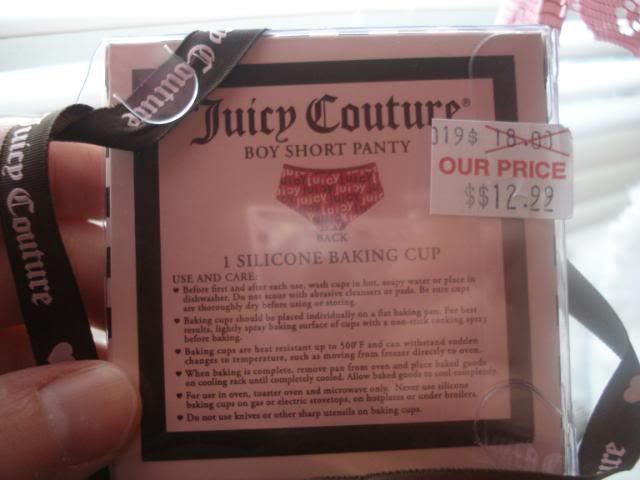 Juicy Couture
Juicy Couture
Juicy Couture®
BOY SHORT PANTY
019$ 18.00
OUR PRICE
$$12.99
juicy juicy
juicy juicy
BACK
1 SILICONE BAKING CUP
USE AND CARE:
♥ Before first and after each use, wash cups in hot, soapy water or place in
dishwasher. Do not scout with abrasive cleansers or pads. Be sure cups
are thoroughly dry before using or storing.
♥ Baking cups should be placed individually on a flat baking pan. For best
results, lightly spray baking surface of cups with a non-stick cooking spray
before baking.
♥ Baking cups are heat resistant up to 500°F and can withstand sudden
changes to temperature, such as moving from freezer directly to oven.
♥ When baking is complete, remove pan from oven and place baked goods
on cooling rack until completely cooled. Allow baked goods to cool completely.
♥ For use in oven, toaster oven and microwave only. Never use silicone
baking cups on gas or electric stovetops, on hotplates or under broilers.
♥ Do not use knives or other sharp utensils on baking cups.